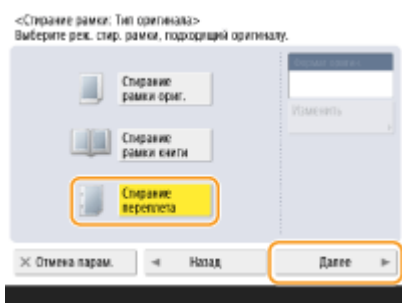 <Стирание рамки: Тип оригинала>
Выберите реж. стир. рамки, подходящий оригиналу.
Стирание
рамки ориг.
Стирание
рамки книги
Изменить
Стирание
переплета
× Отмена парам.
◄ Назад
Далее ►